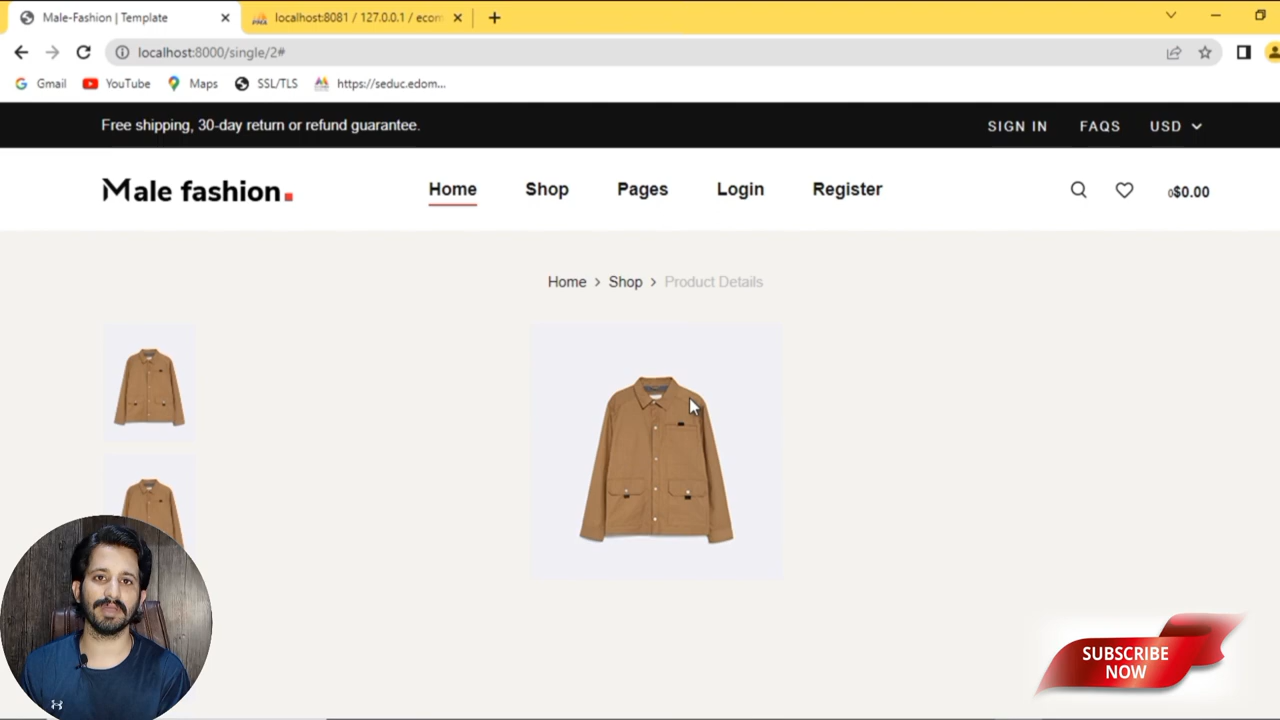 Male-Fashion | Template
localhost:8081 / 127.0.0.1 / ecom
localhost:8000/single/2#
Gmail
YouTube
Maps
SSL/TLS
https://seduc.edom...
Free shipping, 30-day return or refund guarantee.
SIGN IN
FAQS
USD
Male fashion.
Home
Shop
Pages
Login
Register
0$0.00
Home > Shop > Product Details
SUBSCRIBE
NOW